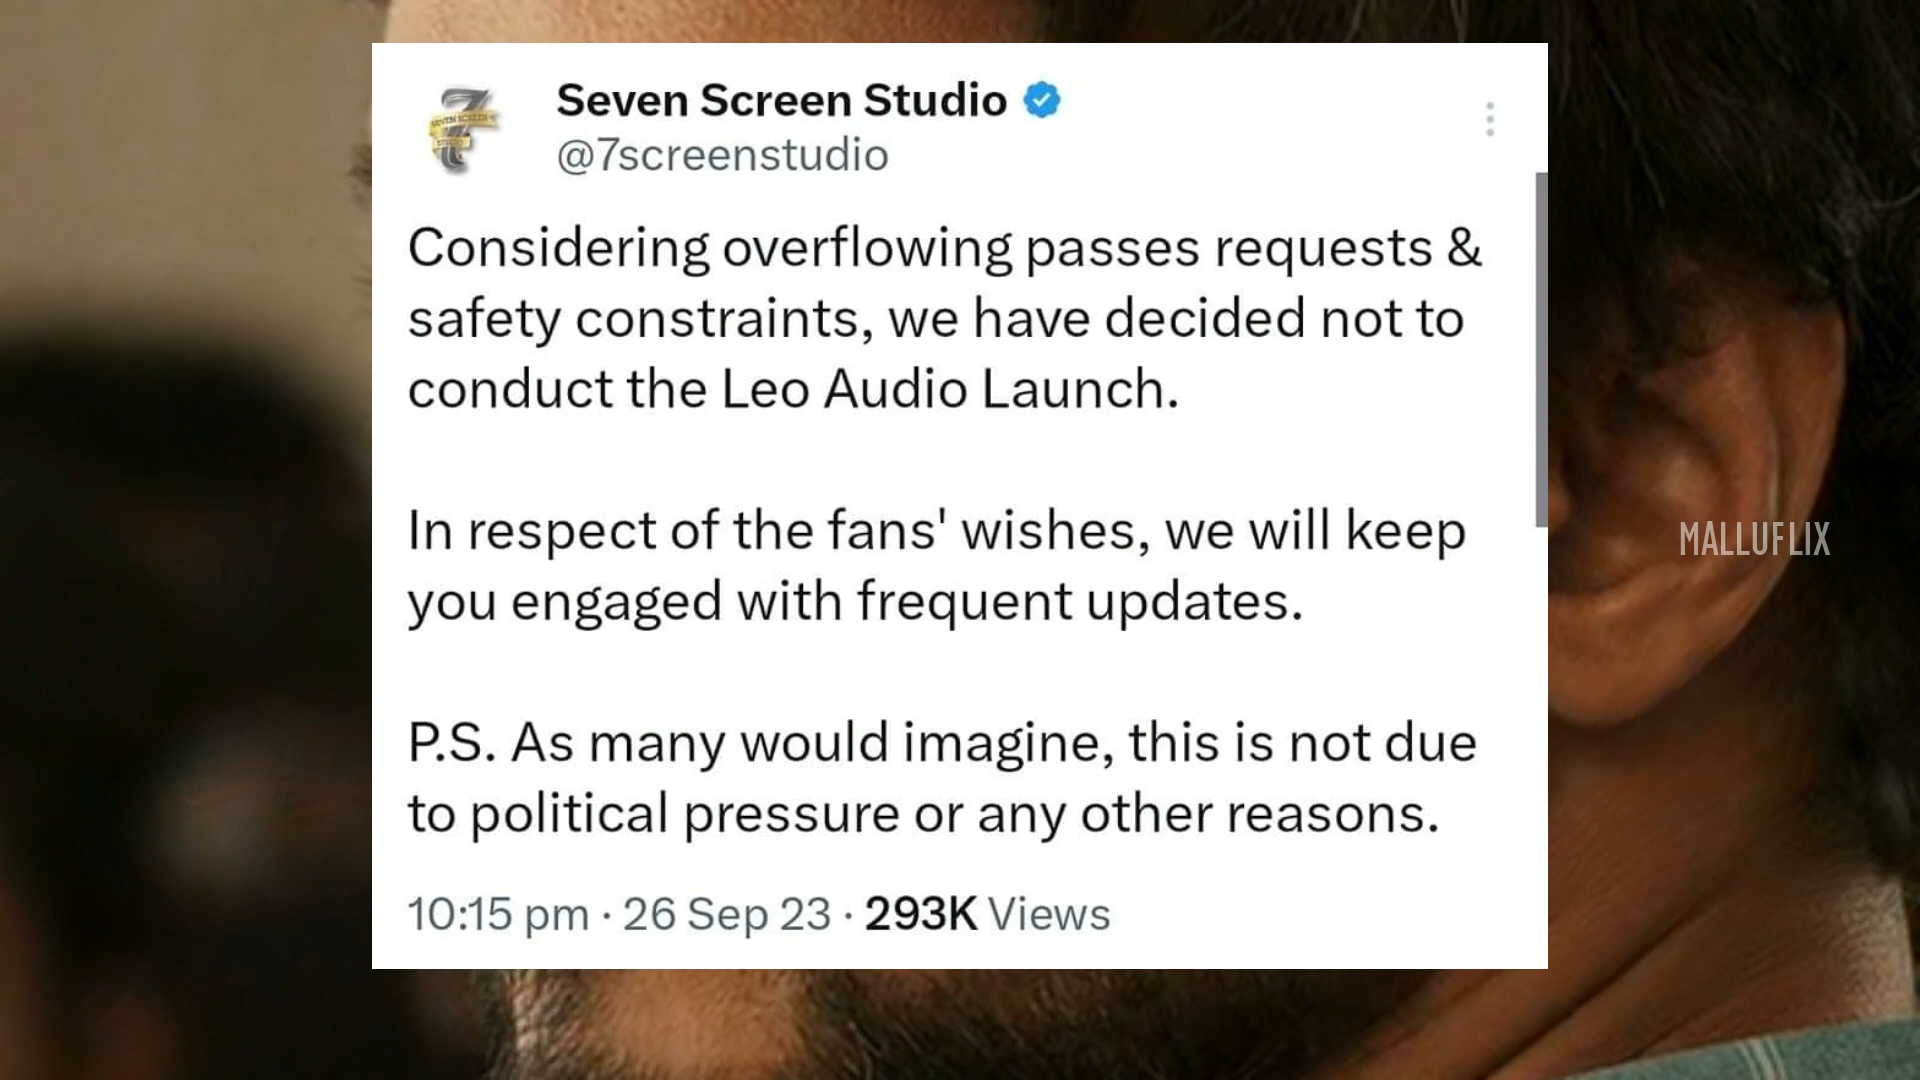 Seven Screen Studio
@7screenstudio
SEVEN SCREEN
STUDIO
Considering overflowing passes requests &
safety constraints, we have decided not to
conduct the Leo Audio Launch.
In respect of the fans' wishes, we will keep
you engaged with frequent updates.
P.S. As many would imagine, this is not due
to political pressure or any other reasons.
10:15 pm · 26 Sep 23 · 293K Views
MALLUFLIX